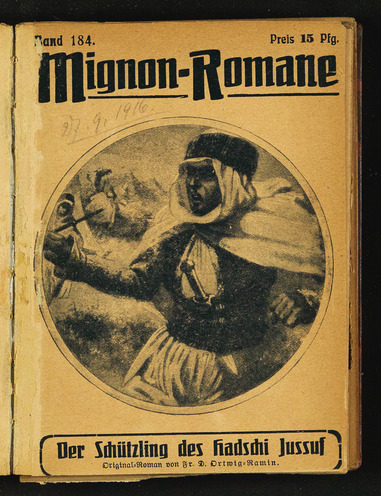 Band 184.
Preis 15 Pfg.
Mignon-Romane
27. 9. 1916.
Der Schützling des Hadschi Jussuf
Original-Roman von Fr. D. Ortwig-Ramin.